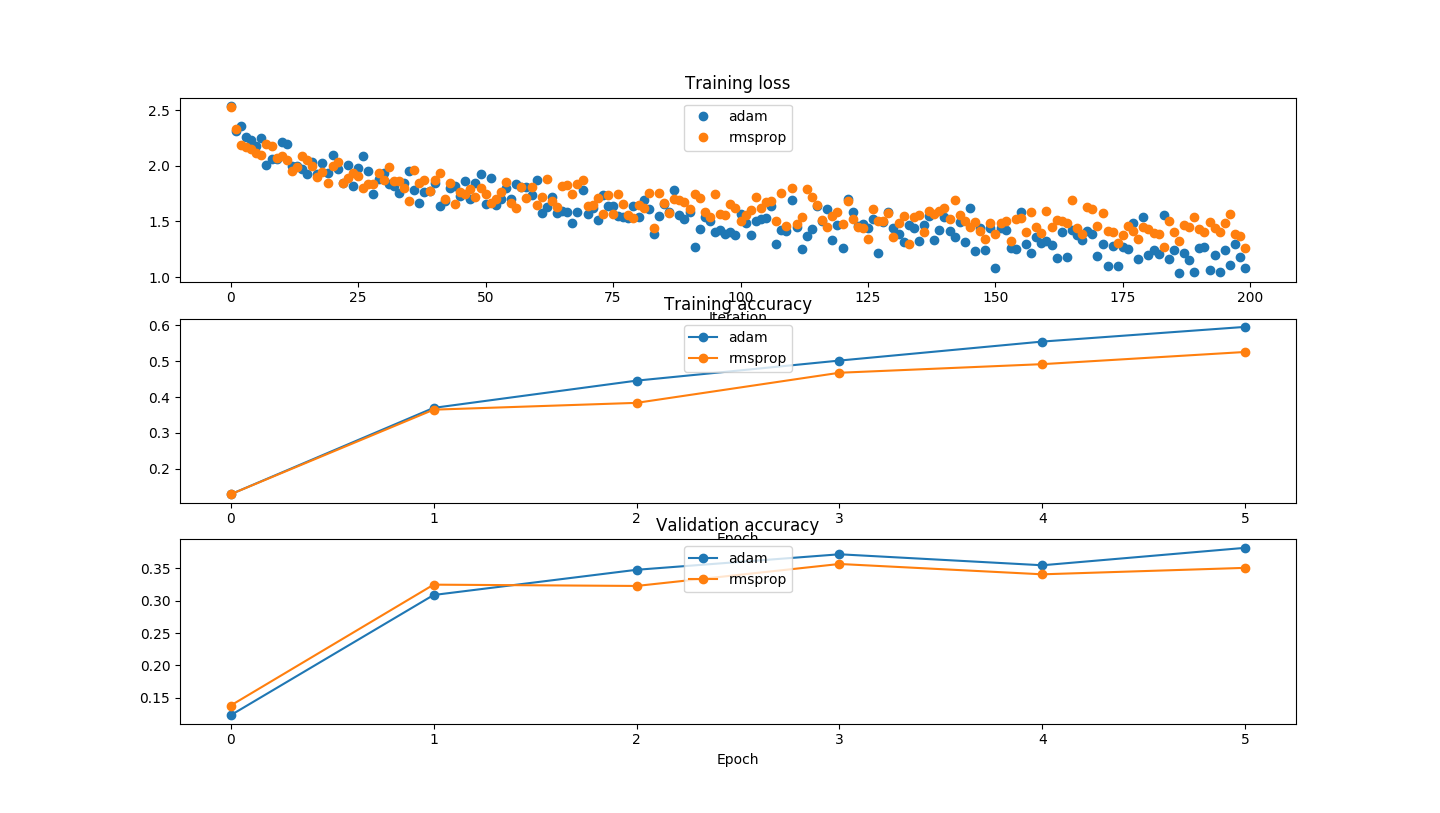 Training loss
adam
rmsprop
2.5
2.0
1.5
1.0
0 25 50 75 100 125 150 175 200
Iteration
Training accuracy
adam
rmsprop
0.6
0.5
0.4
0.3
0.2
0 1 2 3 4 5
Epoch
Validation accuracy
adam
rmsprop
0.35
0.30
0.25
0.20
0.15
0 1 2 3 4 5
Epoch